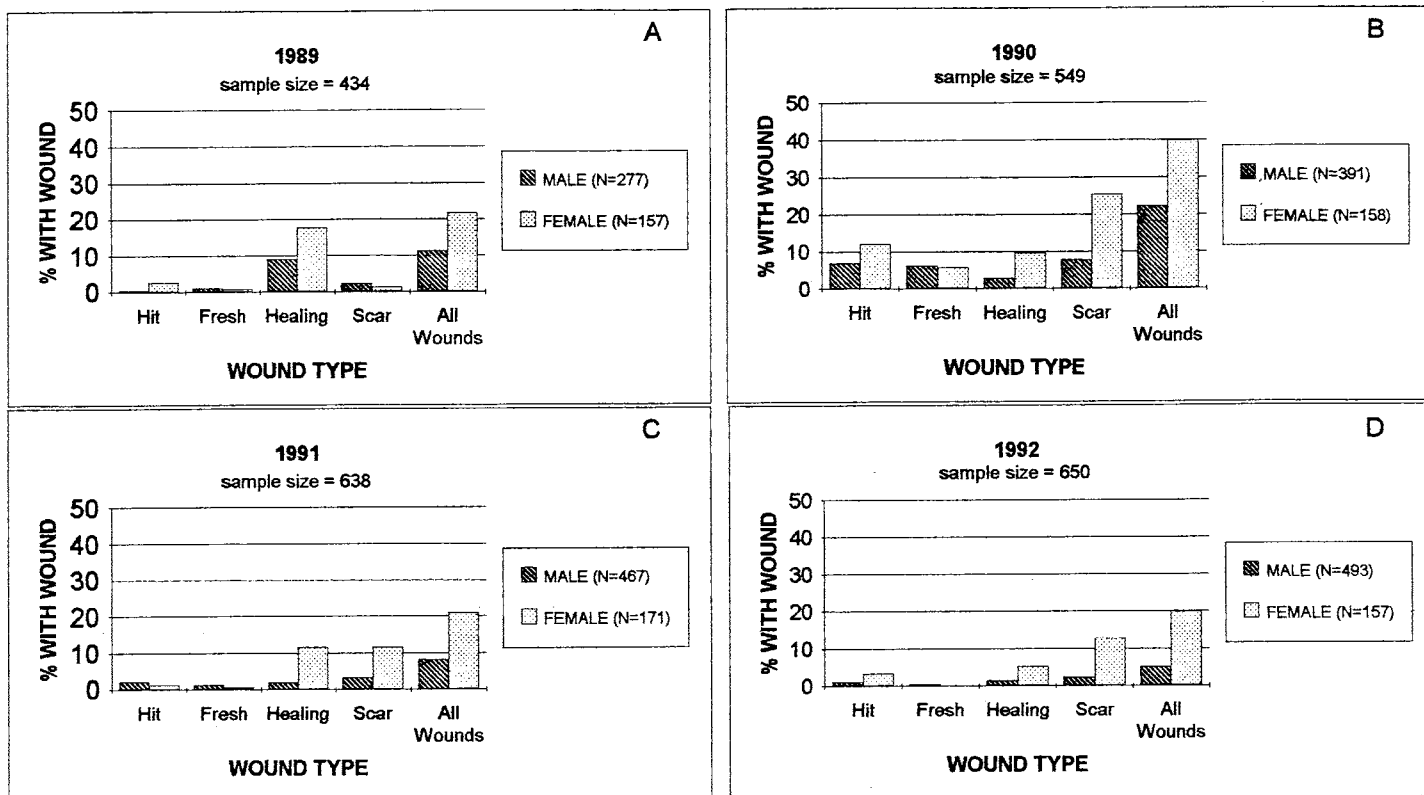 A
1989
sample size = 434
% WITH WOUND
50
40
30
20
10
0
Hit Fresh Healing Scar All
Wounds
WOUND TYPE
MALE (N=277)
FEMALE (N=157)
B
1990
sample size = 549
% WITH WOUND
50
40
30
20
10
0
Hit Fresh Healing Scar All
Wounds
WOUND TYPE
MALE (N=391)
FEMALE (N=158)
C
1991
sample size = 638
% WITH WOUND
50
40
30
20
10
0
Hit Fresh Healing Scar All
Wounds
WOUND TYPE
MALE (N=467)
FEMALE (N=171)
D
1992
sample size = 650
% WITH WOUND
50
40
30
20
10
0
Hit Fresh Healing Scar All
Wounds
WOUND TYPE
MALE (N=493)
FEMALE (N=157)